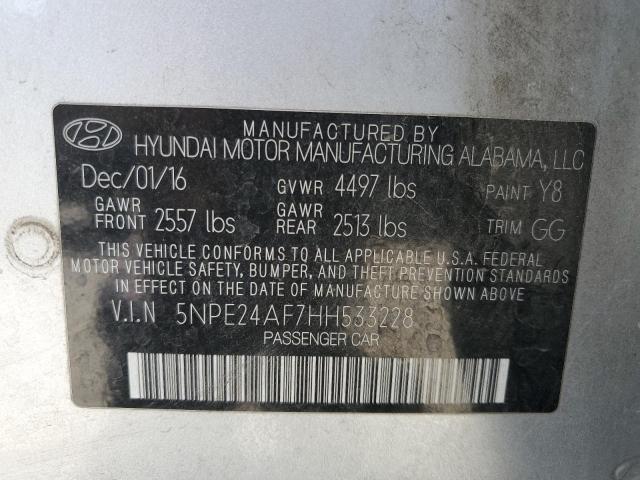 MANUFACTURED BY
HYUNDAI MOTOR MANUFACTURING ALABAMA, LLC
Dec/01/16 GVWR 4497 lbs PAINT Y8
GAWR FRONT 2557 lbs GAWR REAR 2513 lbs TRIM GG
THIS VEHICLE CONFORMS TO ALL APPLICABLE U.S.A. FEDERAL
MOTOR VEHICLE SAFETY, BUMPER, AND THEFT PREVENTION STANDARDS
IN EFFECT ON THE DATE OF MANUFACTURE SHOWN ABOVE.
V.I.N 5NPE24AF7HH533228
PASSENGER CAR